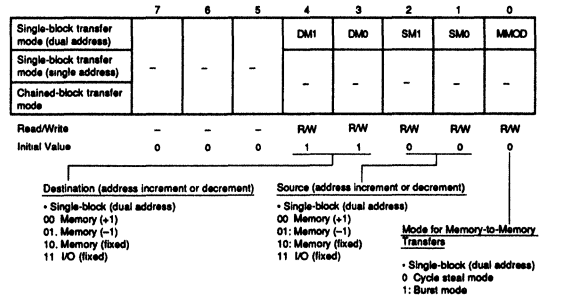 7 6 5 4 3 2 1 0
Single-block transfer mode (dual address) DM1 DM0 SM1 SM0 MMOD
Single-block transfer mode (single address)
– – – – – – – –
Chained-block transfer mode
Read/Write – – – R/W R/W R/W R/W R/W
Initial Value 0 0 0 1 1 0 0 0
Destination (address increment or decrement)
• Single-block (dual address)
00 Memory (+1)
01. Memory (–1)
10. Memory (fixed)
11 I/O (fixed)
Source (address increment or decrement)
• Single-block (dual address)
00 Memory (+1)
01: Memory (–1)
10: Memory (fixed)
11 I/O (fixed)
Mode for Memory-to-Memory
Transfers
• Single-block (dual address)
0 Cycle steal mode
1: Burst mode